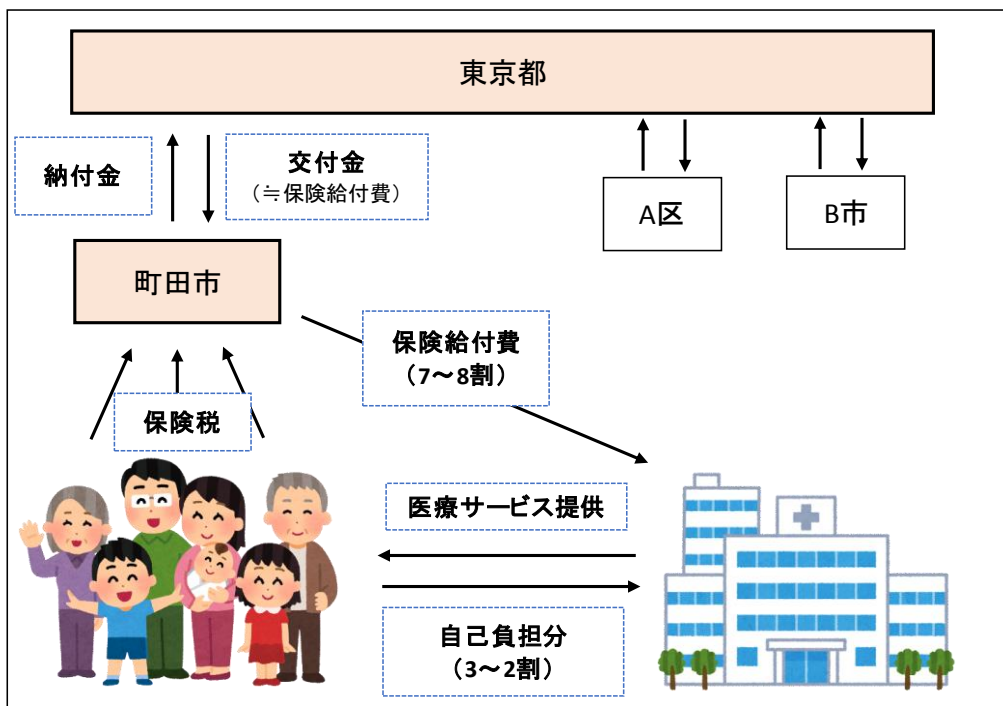 東京都
納付金
交付金
（≒保険給付費）
A区
B市
町田市
保険給付費
（7～8割）
保険税
医療サービス提供
自己負担分
（3～2割）